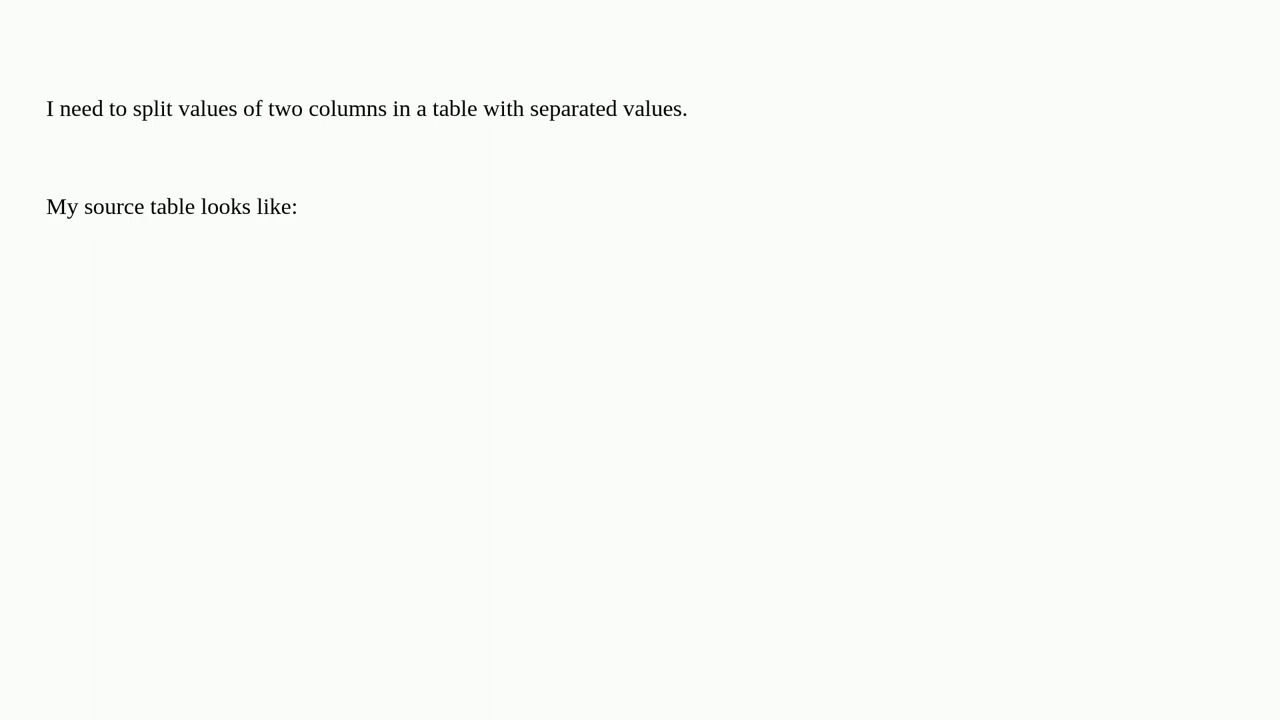 I need to split values of two columns in a table with separated values.
My source table looks like: